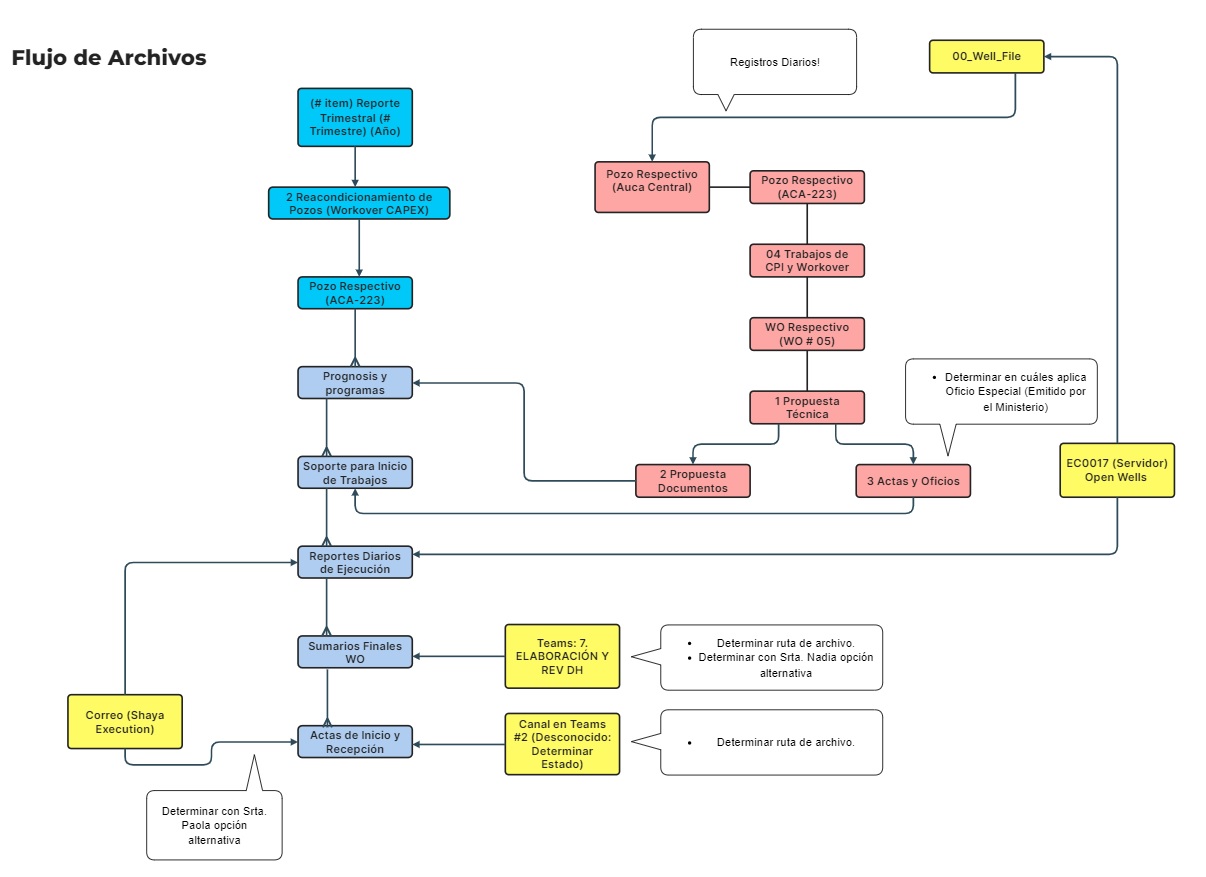 Flujo de Archivos
Registros Diarios!
00_Well_File
(# item) Reporte
Trimestral (#
Trimestre) (Año)
Pozo Respectivo
(Auca Central)
Pozo Respectivo
(ACA-223)
2 Reacondicionamiento de
Pozos (Workover CAPEX)
04 Trabajos de
CPI y Workover
Pozo Respectivo
(ACA-223)
WO Respectivo
(WO # 05)
Prognosis y
programas
1 Propuesta
Técnica
• Determinar en cuáles aplica
Oficio Especial (Emitido por
el Ministerio)
Soporte para Inicio
de Trabajos
2 Propuesta
Documentos
3 Actas y Oficios
EC0017 (Servidor)
Open Wells
Reportes Diarios
de Ejecución
Sumarios Finales
WO
Teams: 7.
ELABORACIÓN Y
REV DH
• Determinar ruta de archivo.
• Determinar con Srta. Nadia opción
alternativa
Correo (Shaya
Execution)
Actas de Inicio y
Recepción
Canal en Teams
#2 (Desconocido:
Determinar
Estado)
• Determinar ruta de archivo.
Determinar con Srta.
Paola opción
alternativa